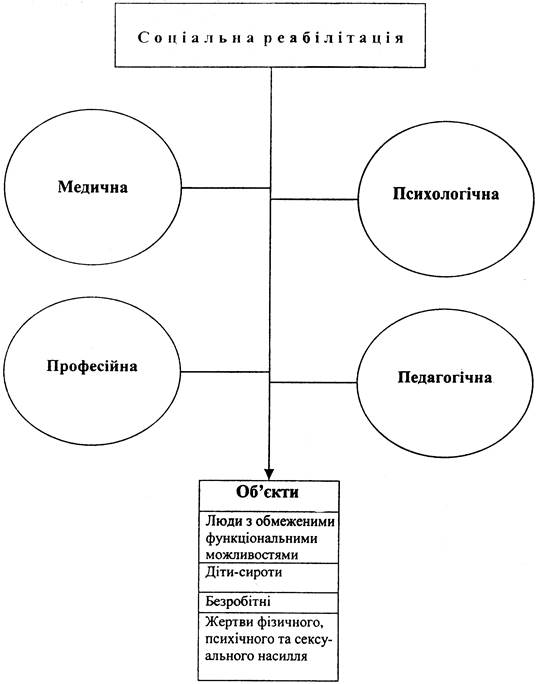 Соціальна реабілітація
Медична
Психологічна
Професійна
Педагогічна
Об’єкти
Люди з обмеженими
функціональними
можливостями
Діти-сироти
Безробітні
Жертви фізичного,
психічного та сексу-
ального насилля